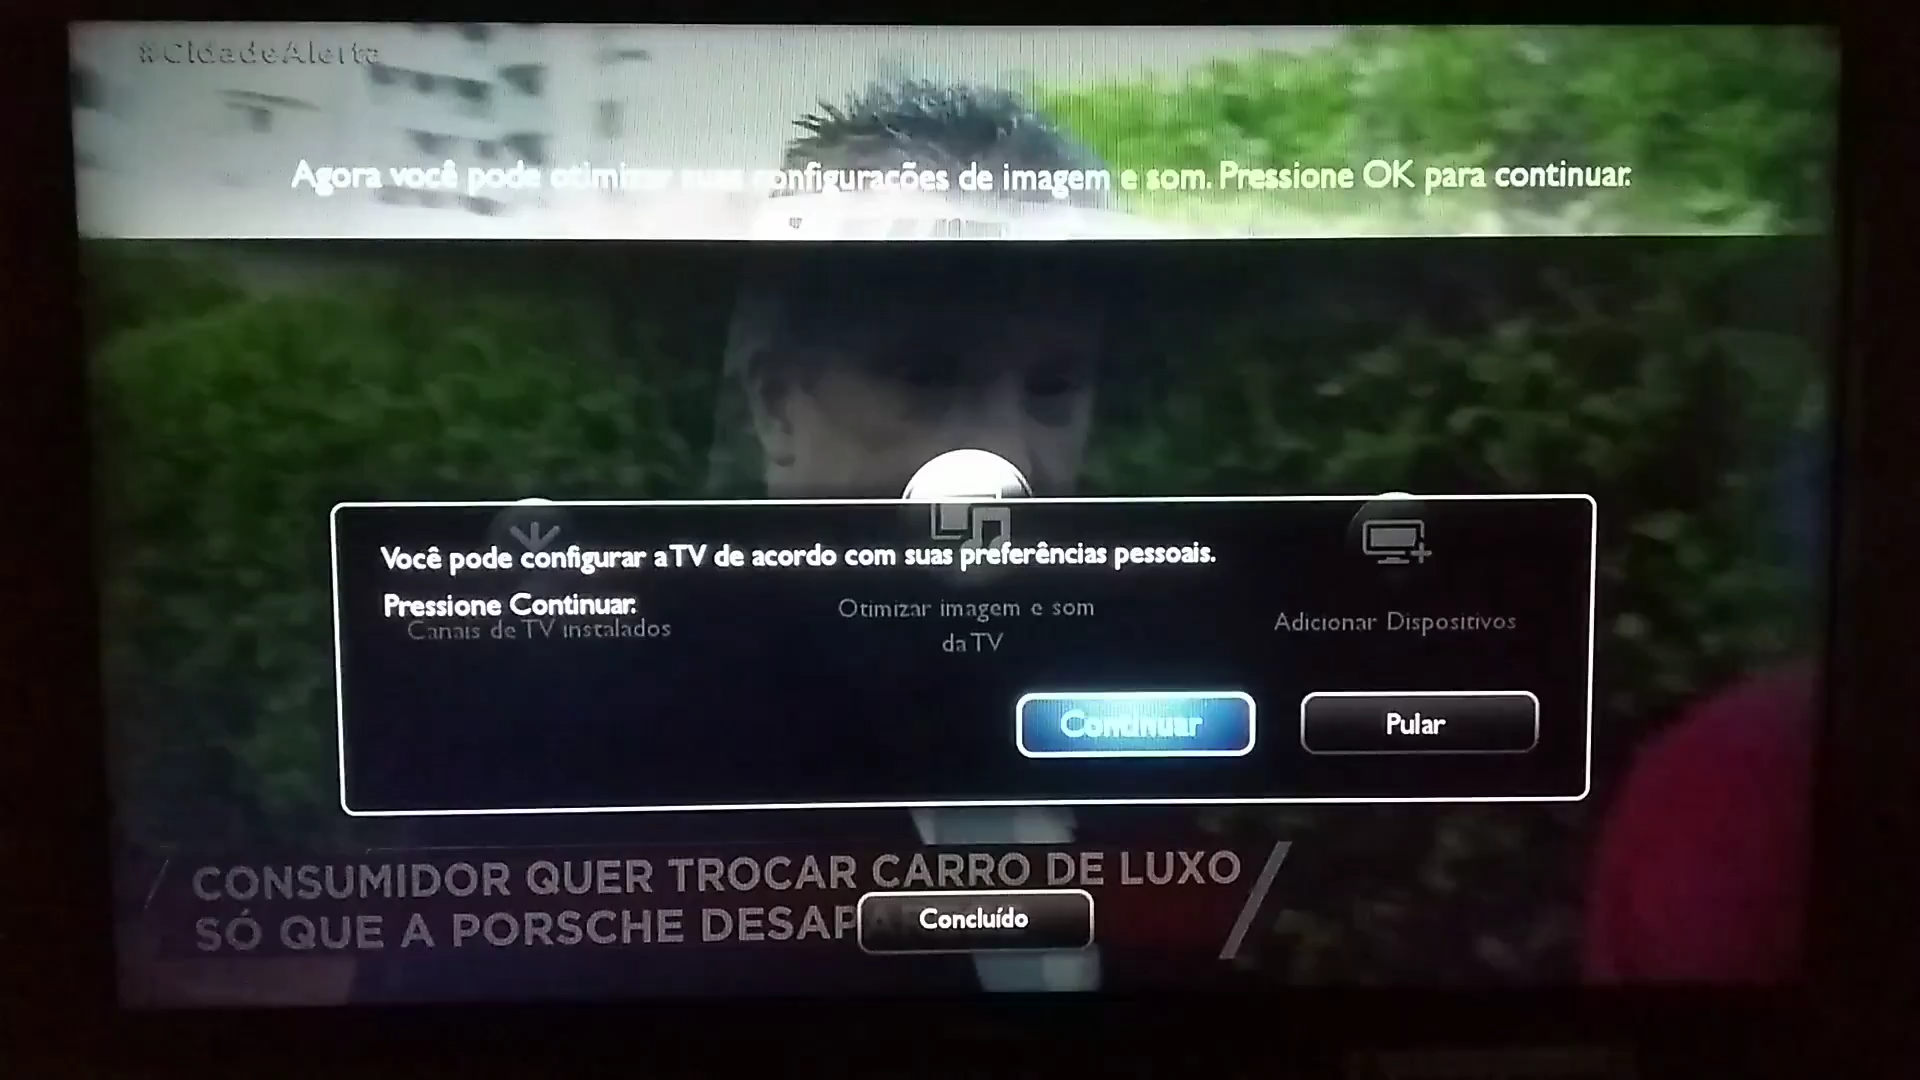 #CidadeAlerta
Agora você pode otimizar suas configurações de imagem e som. Pressione OK para continuar.
Você pode configurar a TV de acordo com suas preferências pessoais.
Pressione Continuar.
Canais de TV instalados
Otimizar imagem e som
da TV
Adicionar Dispositivos
Continuar
Pular
CONSUMIDOR QUER TROCAR CARRO DE LUXO
SÓ QUE A PORSCHE DESAP
Concluído